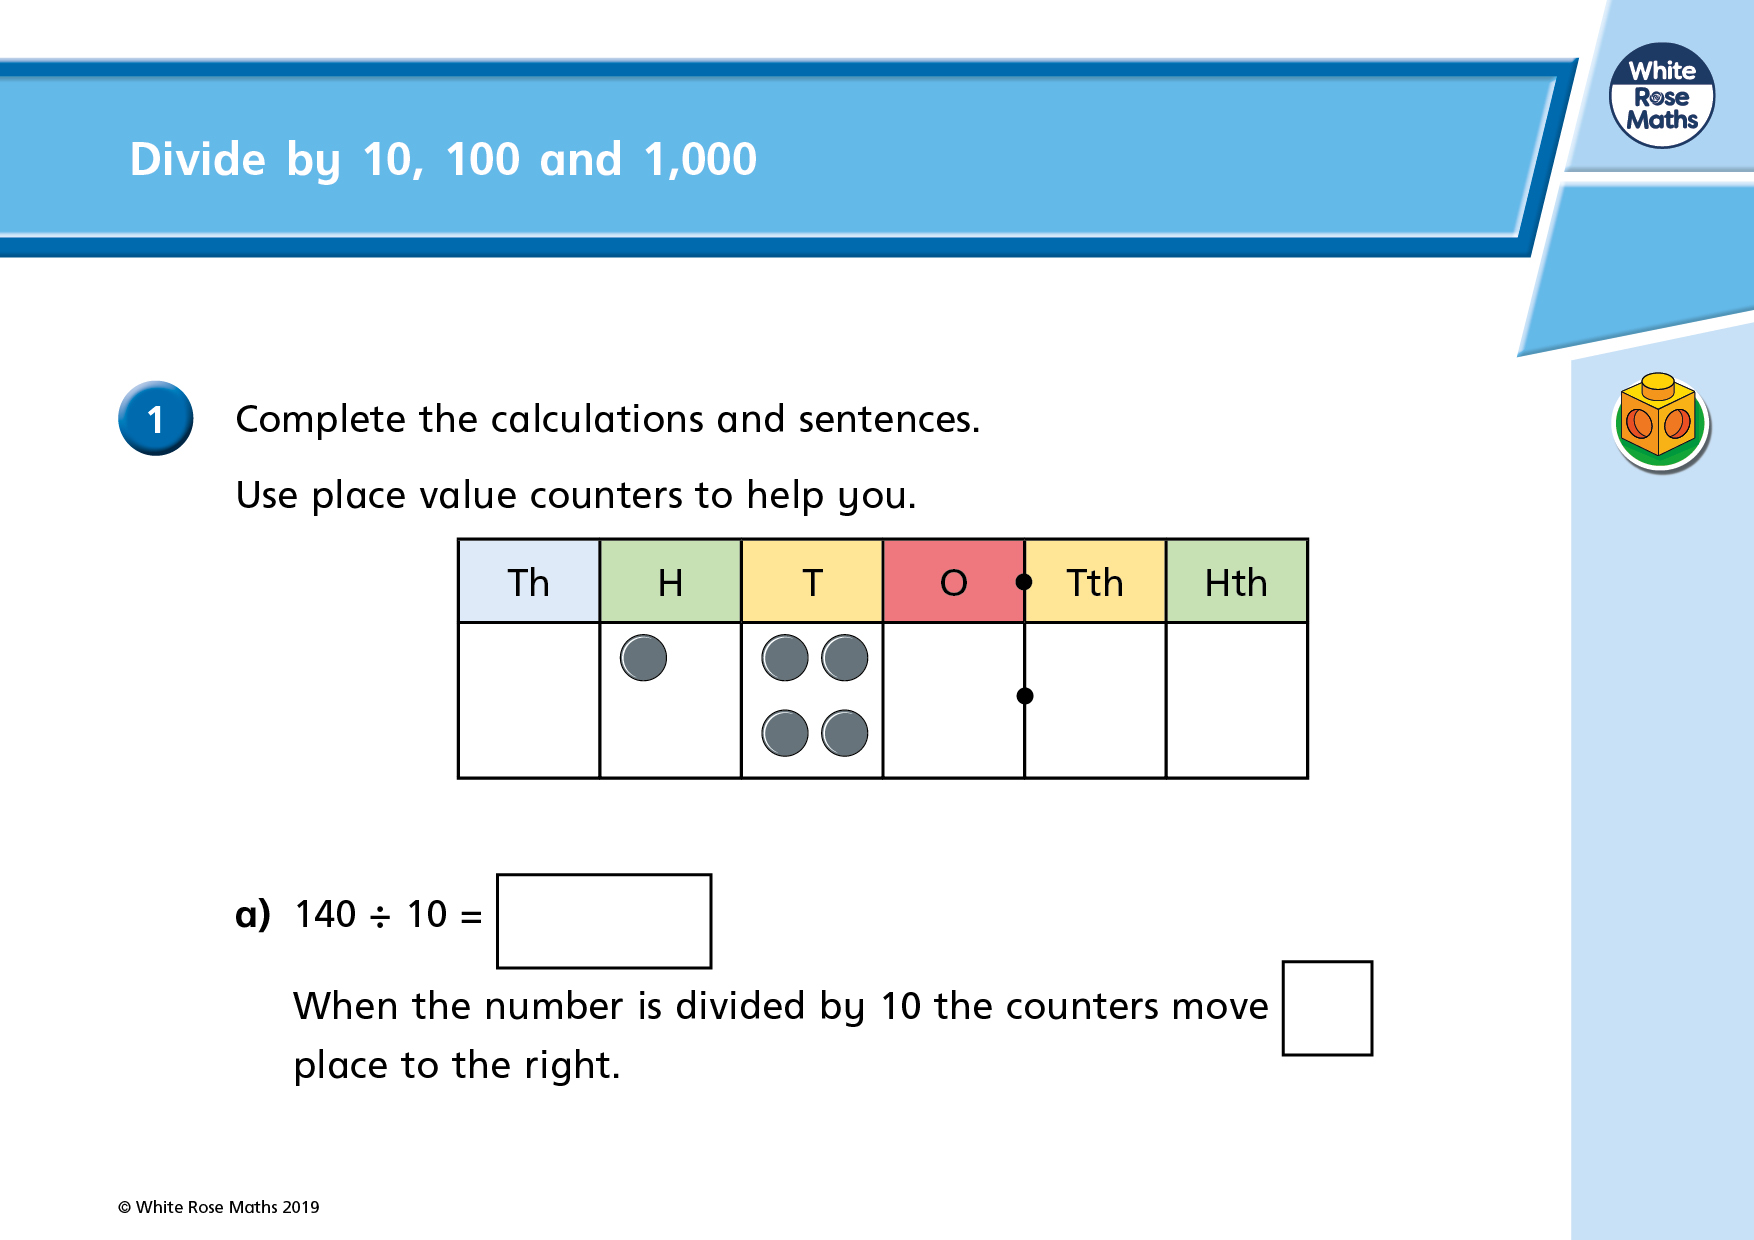 White
Rose
Maths
Divide by 10, 100 and 1,000
1 Complete the calculations and sentences.
Use place value counters to help you.
Th H T O Tth Hth
a) 140 ÷ 10 =
When the number is divided by 10 the counters move
place to the right.
© White Rose Maths 2019